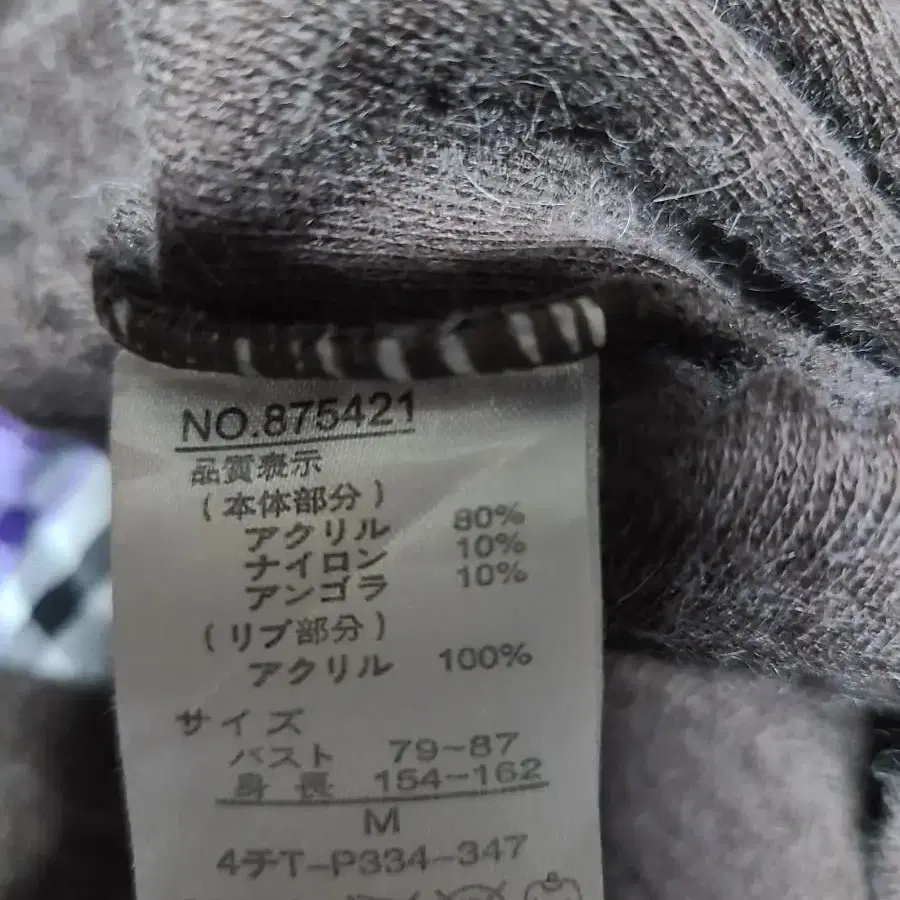 NO.875421
品質表示
(本体部分)
アクリル 80%
ナイロン 10%
アンゴラ 10%
(リブ部分)
アクリル 100%
サイズ
バスト 79~87
身長 154~162
M
4チT-P334-347